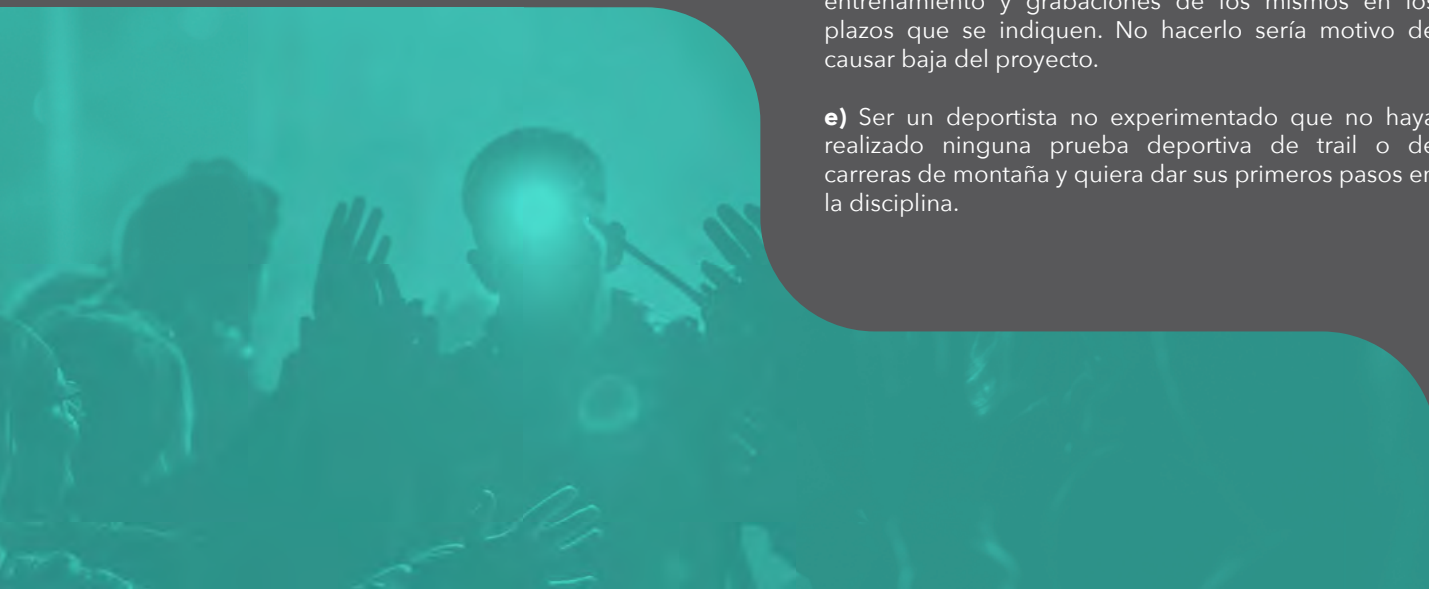 entrenamiento y grabaciones de los mismos en los
plazos que se indiquen. No hacerlo sería motivo de
causar baja del proyecto.
e) Ser un deportista no experimentado que no haya
realizado ninguna prueba deportiva de trail o de
carreras de montaña y quiera dar sus primeros pasos en
la disciplina.